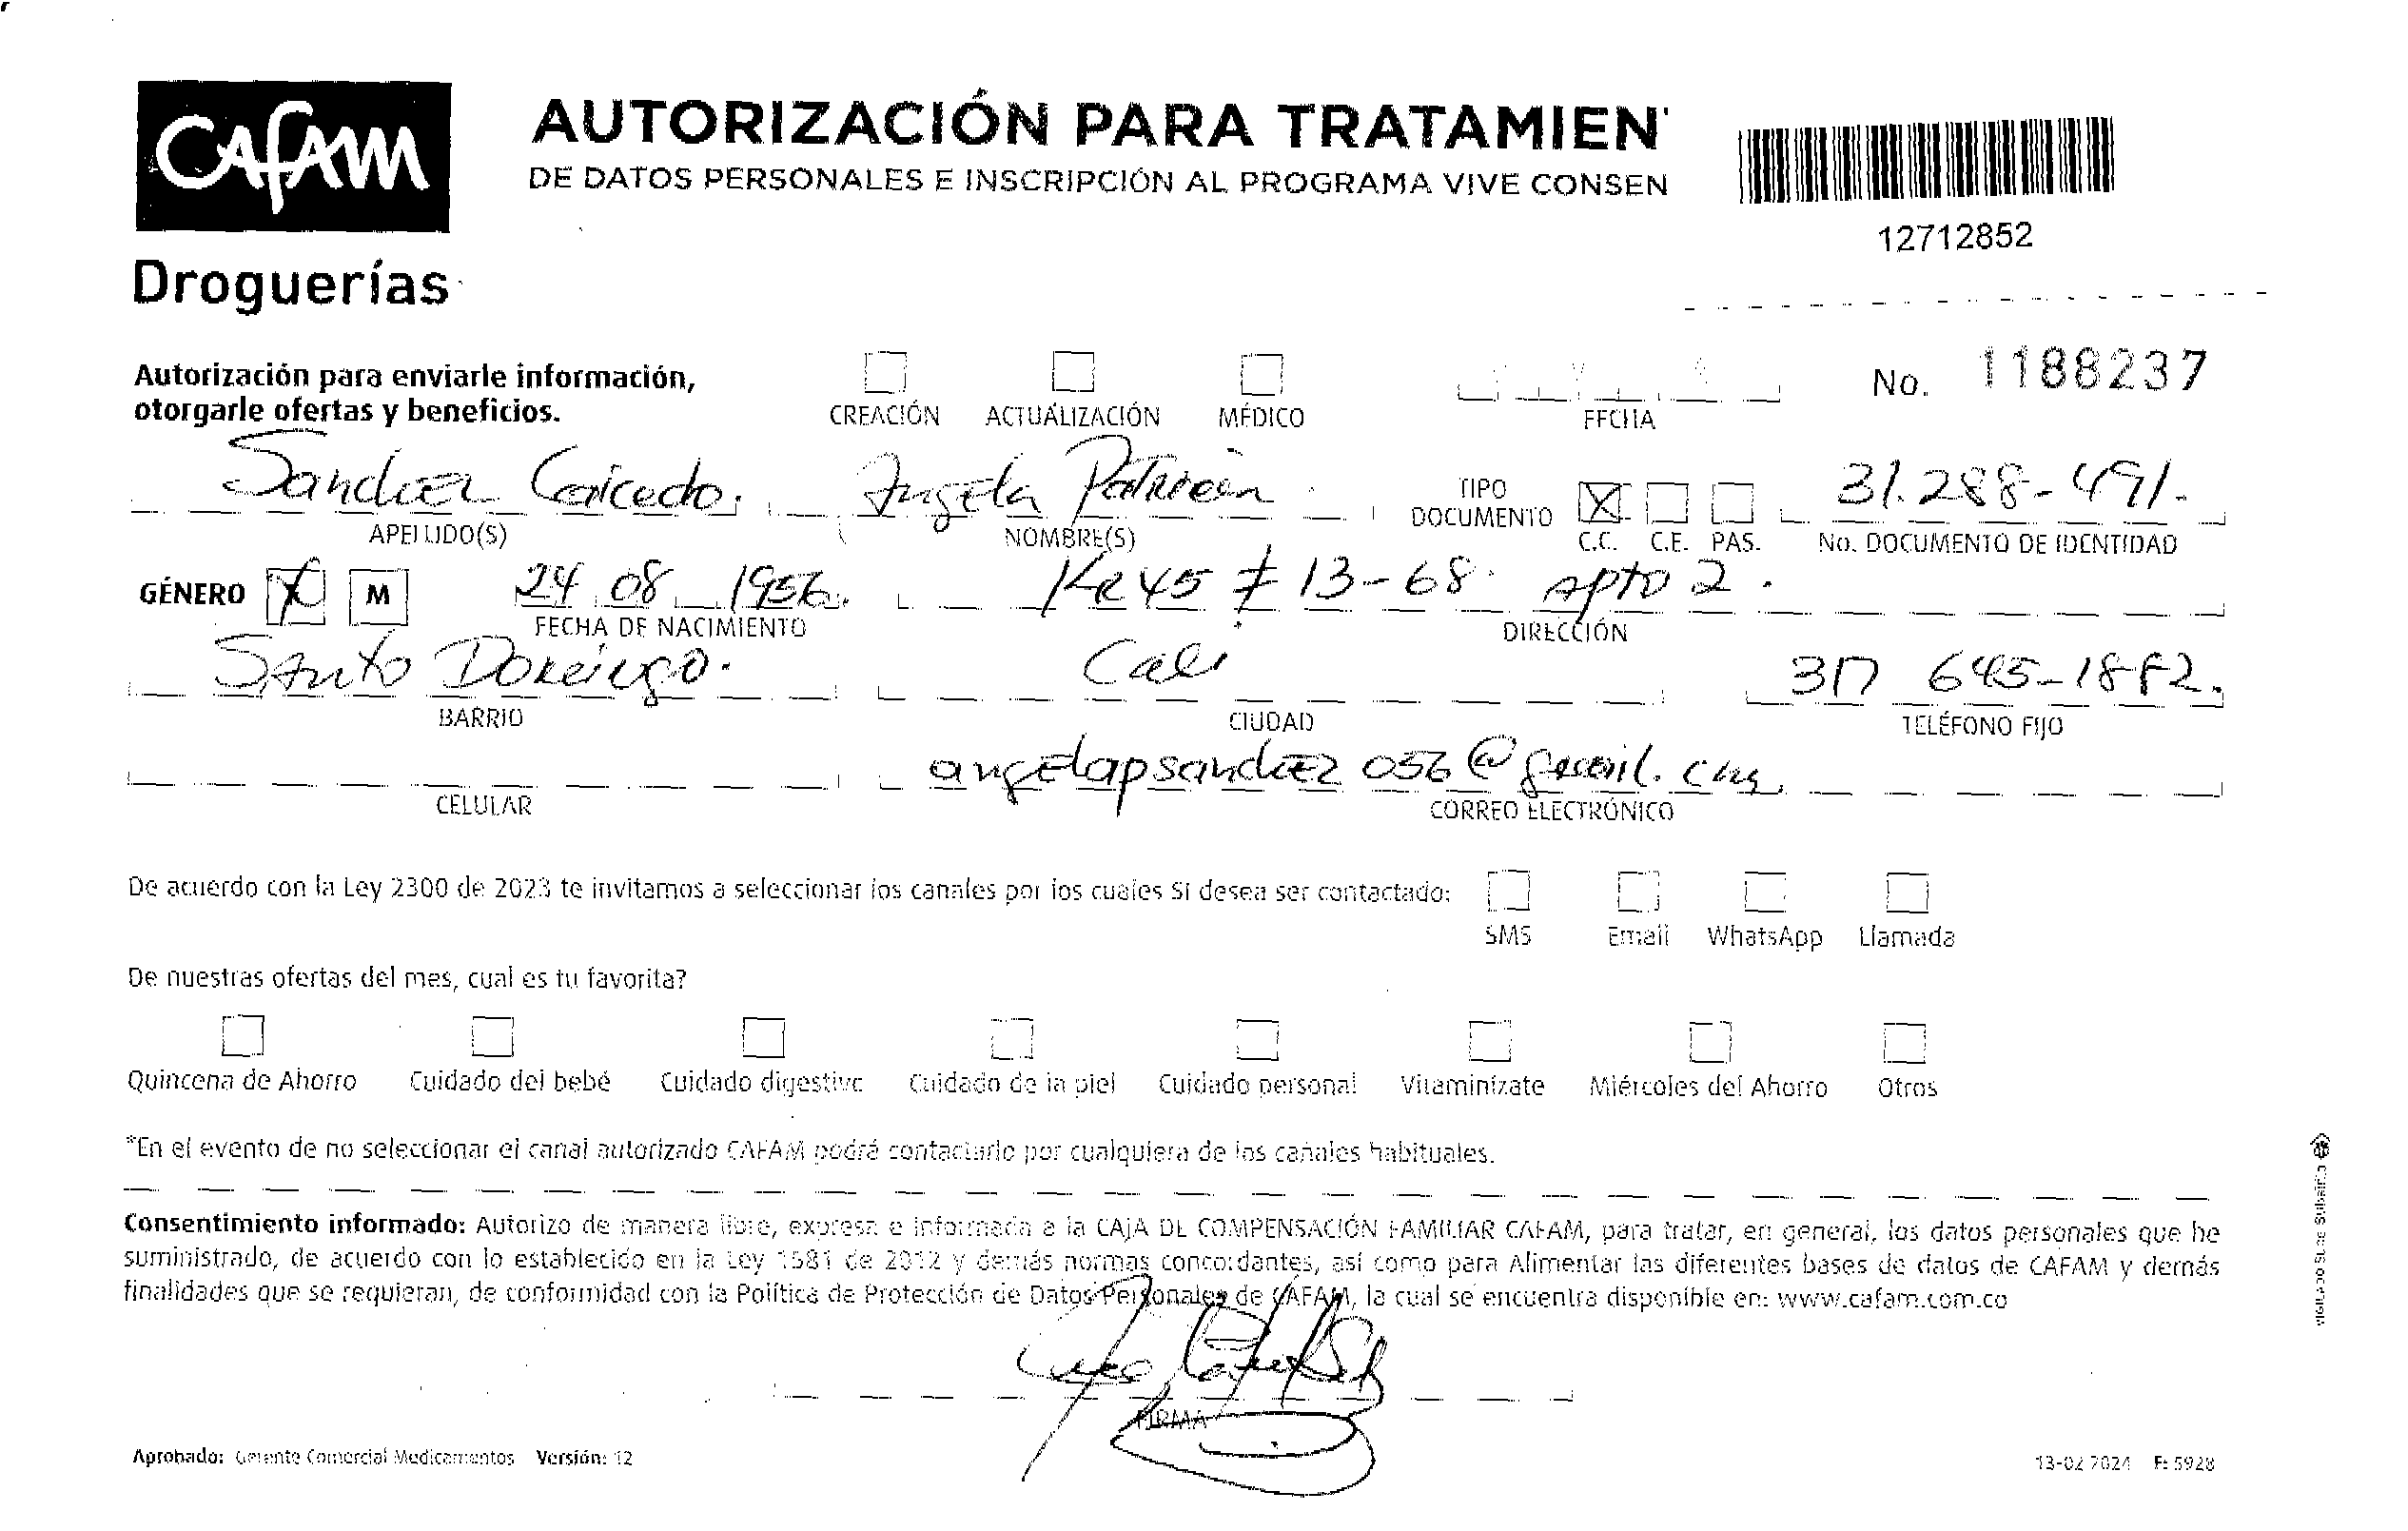 CAFAM
Droguerías
AUTORIZACIÓN PARA TRATAMIEN
DE DATOS PERSONALES E INSCRIPCIÓN AL PROGRAMA VIVE CONSEN
12712852
Autorización para enviarle información,
otorgarle ofertas y beneficios.
CREACIÓN ACTUALIZACIÓN MÉDICO FECHA No. 1188237
Sanchez Caicedo. Angela Patricia TIPO DOCUMENTO X 31.288-491.
APELLIDO(S) NOMBRE(S) C.C. C.E. PAS. No. DOCUMENTO DE IDENTIDAD
GÉNERO X M 24 08 1956. Kr 45 # 13-68 apto 2.
FECHA DE NACIMIENTO DIRECCIÓN
Santo Domingo. Cali 317 645-1882.
BARRIO CIUDAD TELÉFONO FIJO
angelapsanchez056@gmail.
CELULAR CORREO ELECTRÓNICO
De acuerdo con la Ley 2300 de 2023 te invitamos a seleccionar los canales por los cuales SI desea ser contactado:
SMS Email WhatsApp Llamada
De nuestras ofertas del mes, cual es tu favorita?
Quincena de Ahorro Cuidado del bebé Cuidado digestivo Cuidado de la piel Cuidado personal Vitaminízate Miércoles del Ahorro Otros
*En el evento de no seleccionar el canal autorizado CAFAM podrá contactarlo por cualquiera de los canales habituales.
Consentimiento informado: Autorizo de manera libre, expresa e informada a la CAJA DE COMPENSACIÓN FAMILIAR CAFAM, para tratar, en general, los datos personales que he
suministrado, de acuerdo con lo establecido en la Ley 1581 de 2012 y demás normas concordantes, así como para Alimentar las diferentes bases de datos de CAFAM y demás
finalidades que se requieran, de conformidad con la Política de Protección de Datos Personales de CAFAM, la cual se encuentra disponible en: www.cafam.com.co
FIRMA
Aprobado: Gerente Comercial Medicamentos Versión: 12
13-02 2024 F: 5928
VIGILADO SuperSubsidio